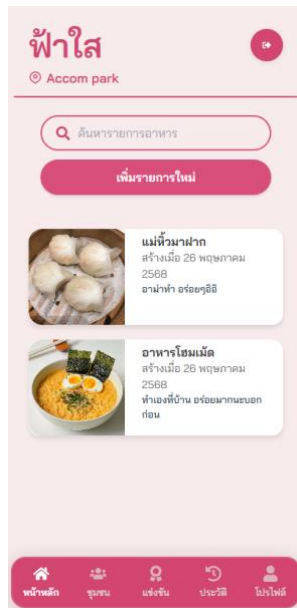 ฟ้าใส
Accom park
ค้นหารายการอาหาร
เพิ่มรายการใหม่
แม่หิ้วมาฝาก
สร้างเมื่อ 26 พฤษภาคม
2568
อาม่าทำ อร่อยๆอิอิ
อาหารโฮมเม้ด
สร้างเมื่อ 26 พฤษภาคม
2568
ทำเองที่บ้าน อร่อยมากนะบอก
ก่อน
หน้าหลัก ชุมชน แข่งขัน ประวัติ โปรไฟล์